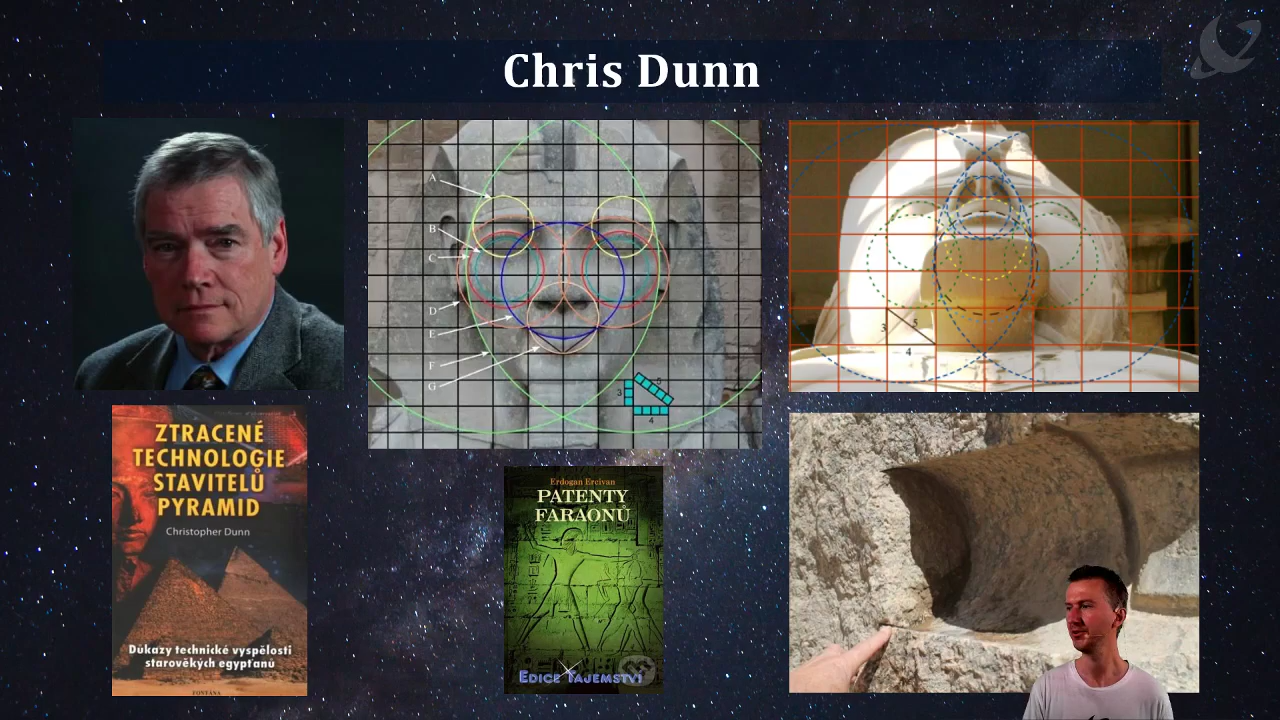 Chris Dunn
A
B
C
D
E
F
G
3
5
4
3
5
4
ZTRACENÉ
TECHNOLOGIE
STAVITELŮ
PYRAMID
Christopher Dunn
Důkazy technické vyspělosti
starověkých egypťanů
FONTÁNA
Erdogan Ercivan
PATENTY
FARAONŮ
EDICE TAJEMSTVÍ